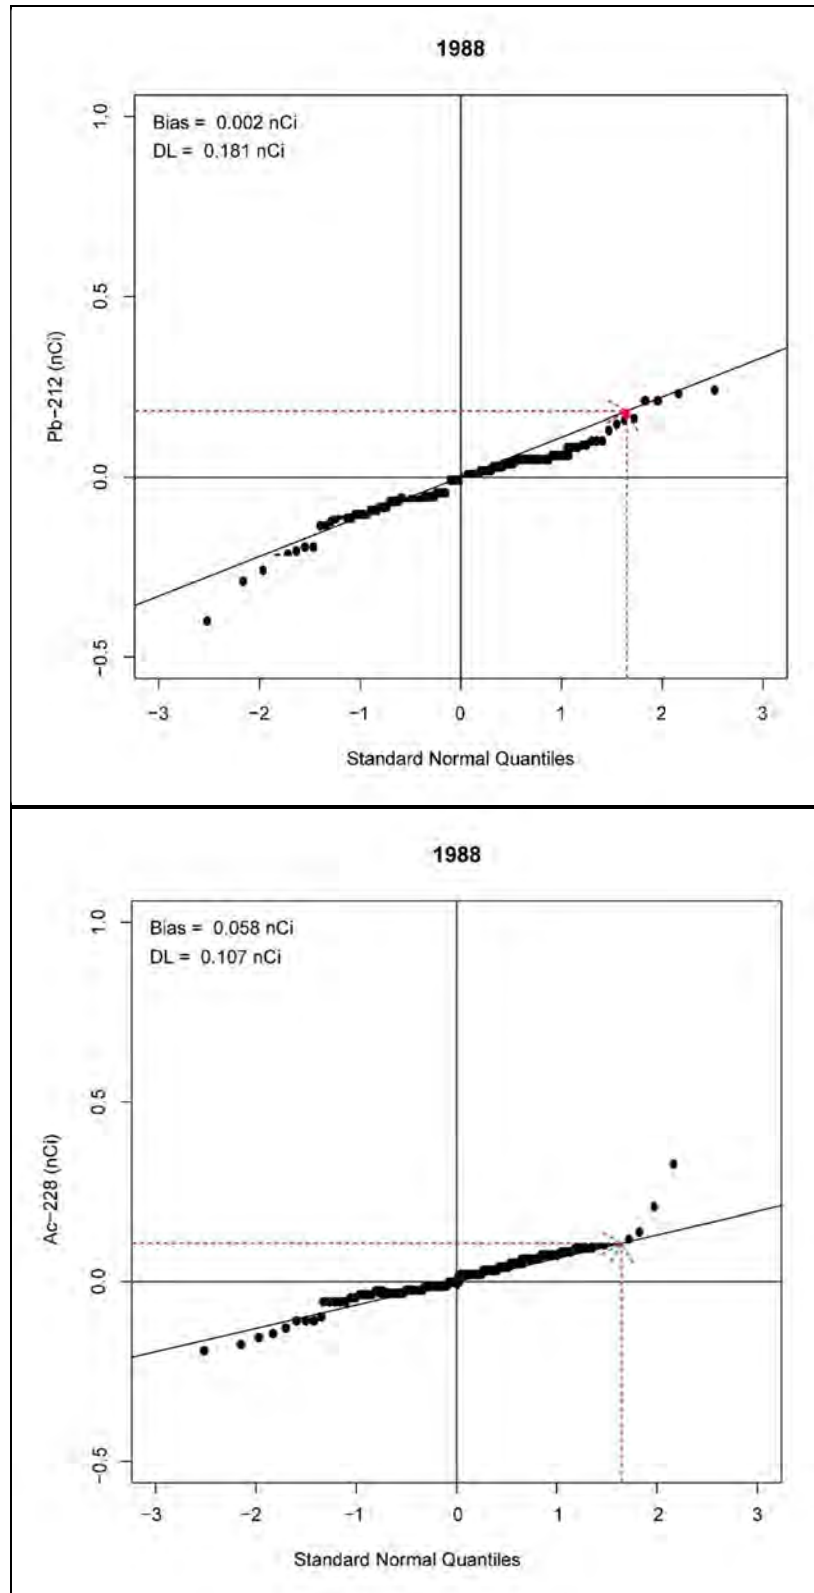 1988
Bias = 0.002 nCi
DL = 0.181 nCi
1.0
0.5
0.0
−0.5
Pb−212 (nCi)
−3 −2 −1 0 1 2 3
Standard Normal Quantiles
1988
Bias = 0.058 nCi
DL = 0.107 nCi
1.0
0.5
0.0
−0.5
Ac−228 (nCi)
−3 −2 −1 0 1 2 3
Standard Normal Quantiles